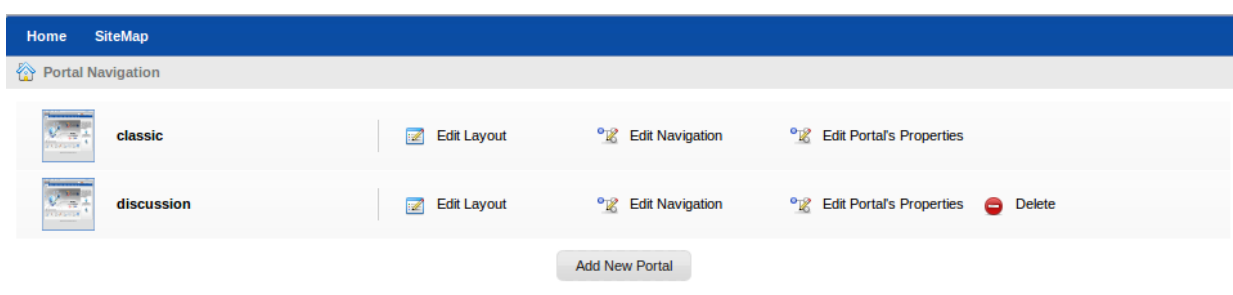 Home SiteMap
Portal Navigation
classic Edit Layout Edit Navigation Edit Portal's Properties
discussion Edit Layout Edit Navigation Edit Portal's Properties Delete
Add New Portal